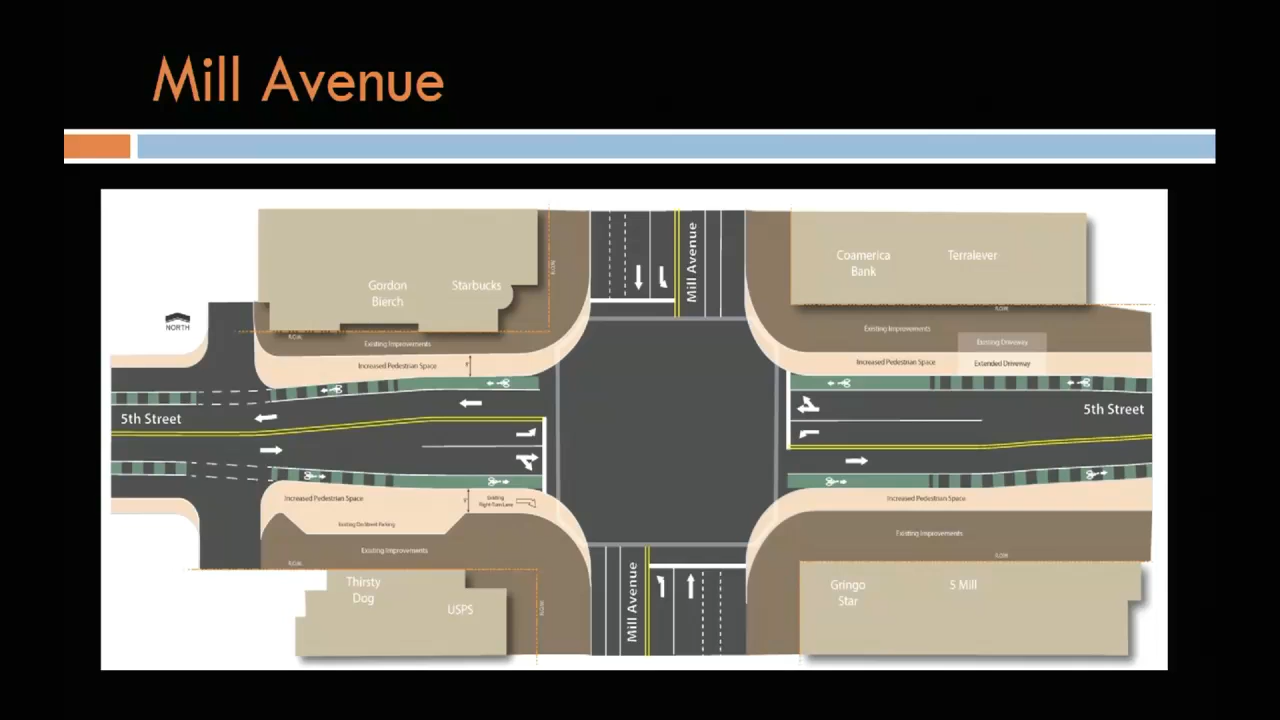 Mill Avenue
Mill Avenue
Gordon
Bierch
Starbucks
Coamerica
Bank
Terralever
R.O.W.
R.O.W.
NORTH
R.O.W.
Existing Improvements
Existing Improvements
Existing Driveway
Increased Pedestrian Space
Increased Pedestrian Space
Extended Driveway
5th Street
5th Street
Increased Pedestrian Space
Existing
Right Turn Lane
Increased Pedestrian Space
Existing On-Street Parking
Existing Improvements
Existing Improvements
R.O.W.
R.O.W.
Mill Avenue
Thirsty
Dog
USPS
R.O.W.
Gringo
Star
5 Mill